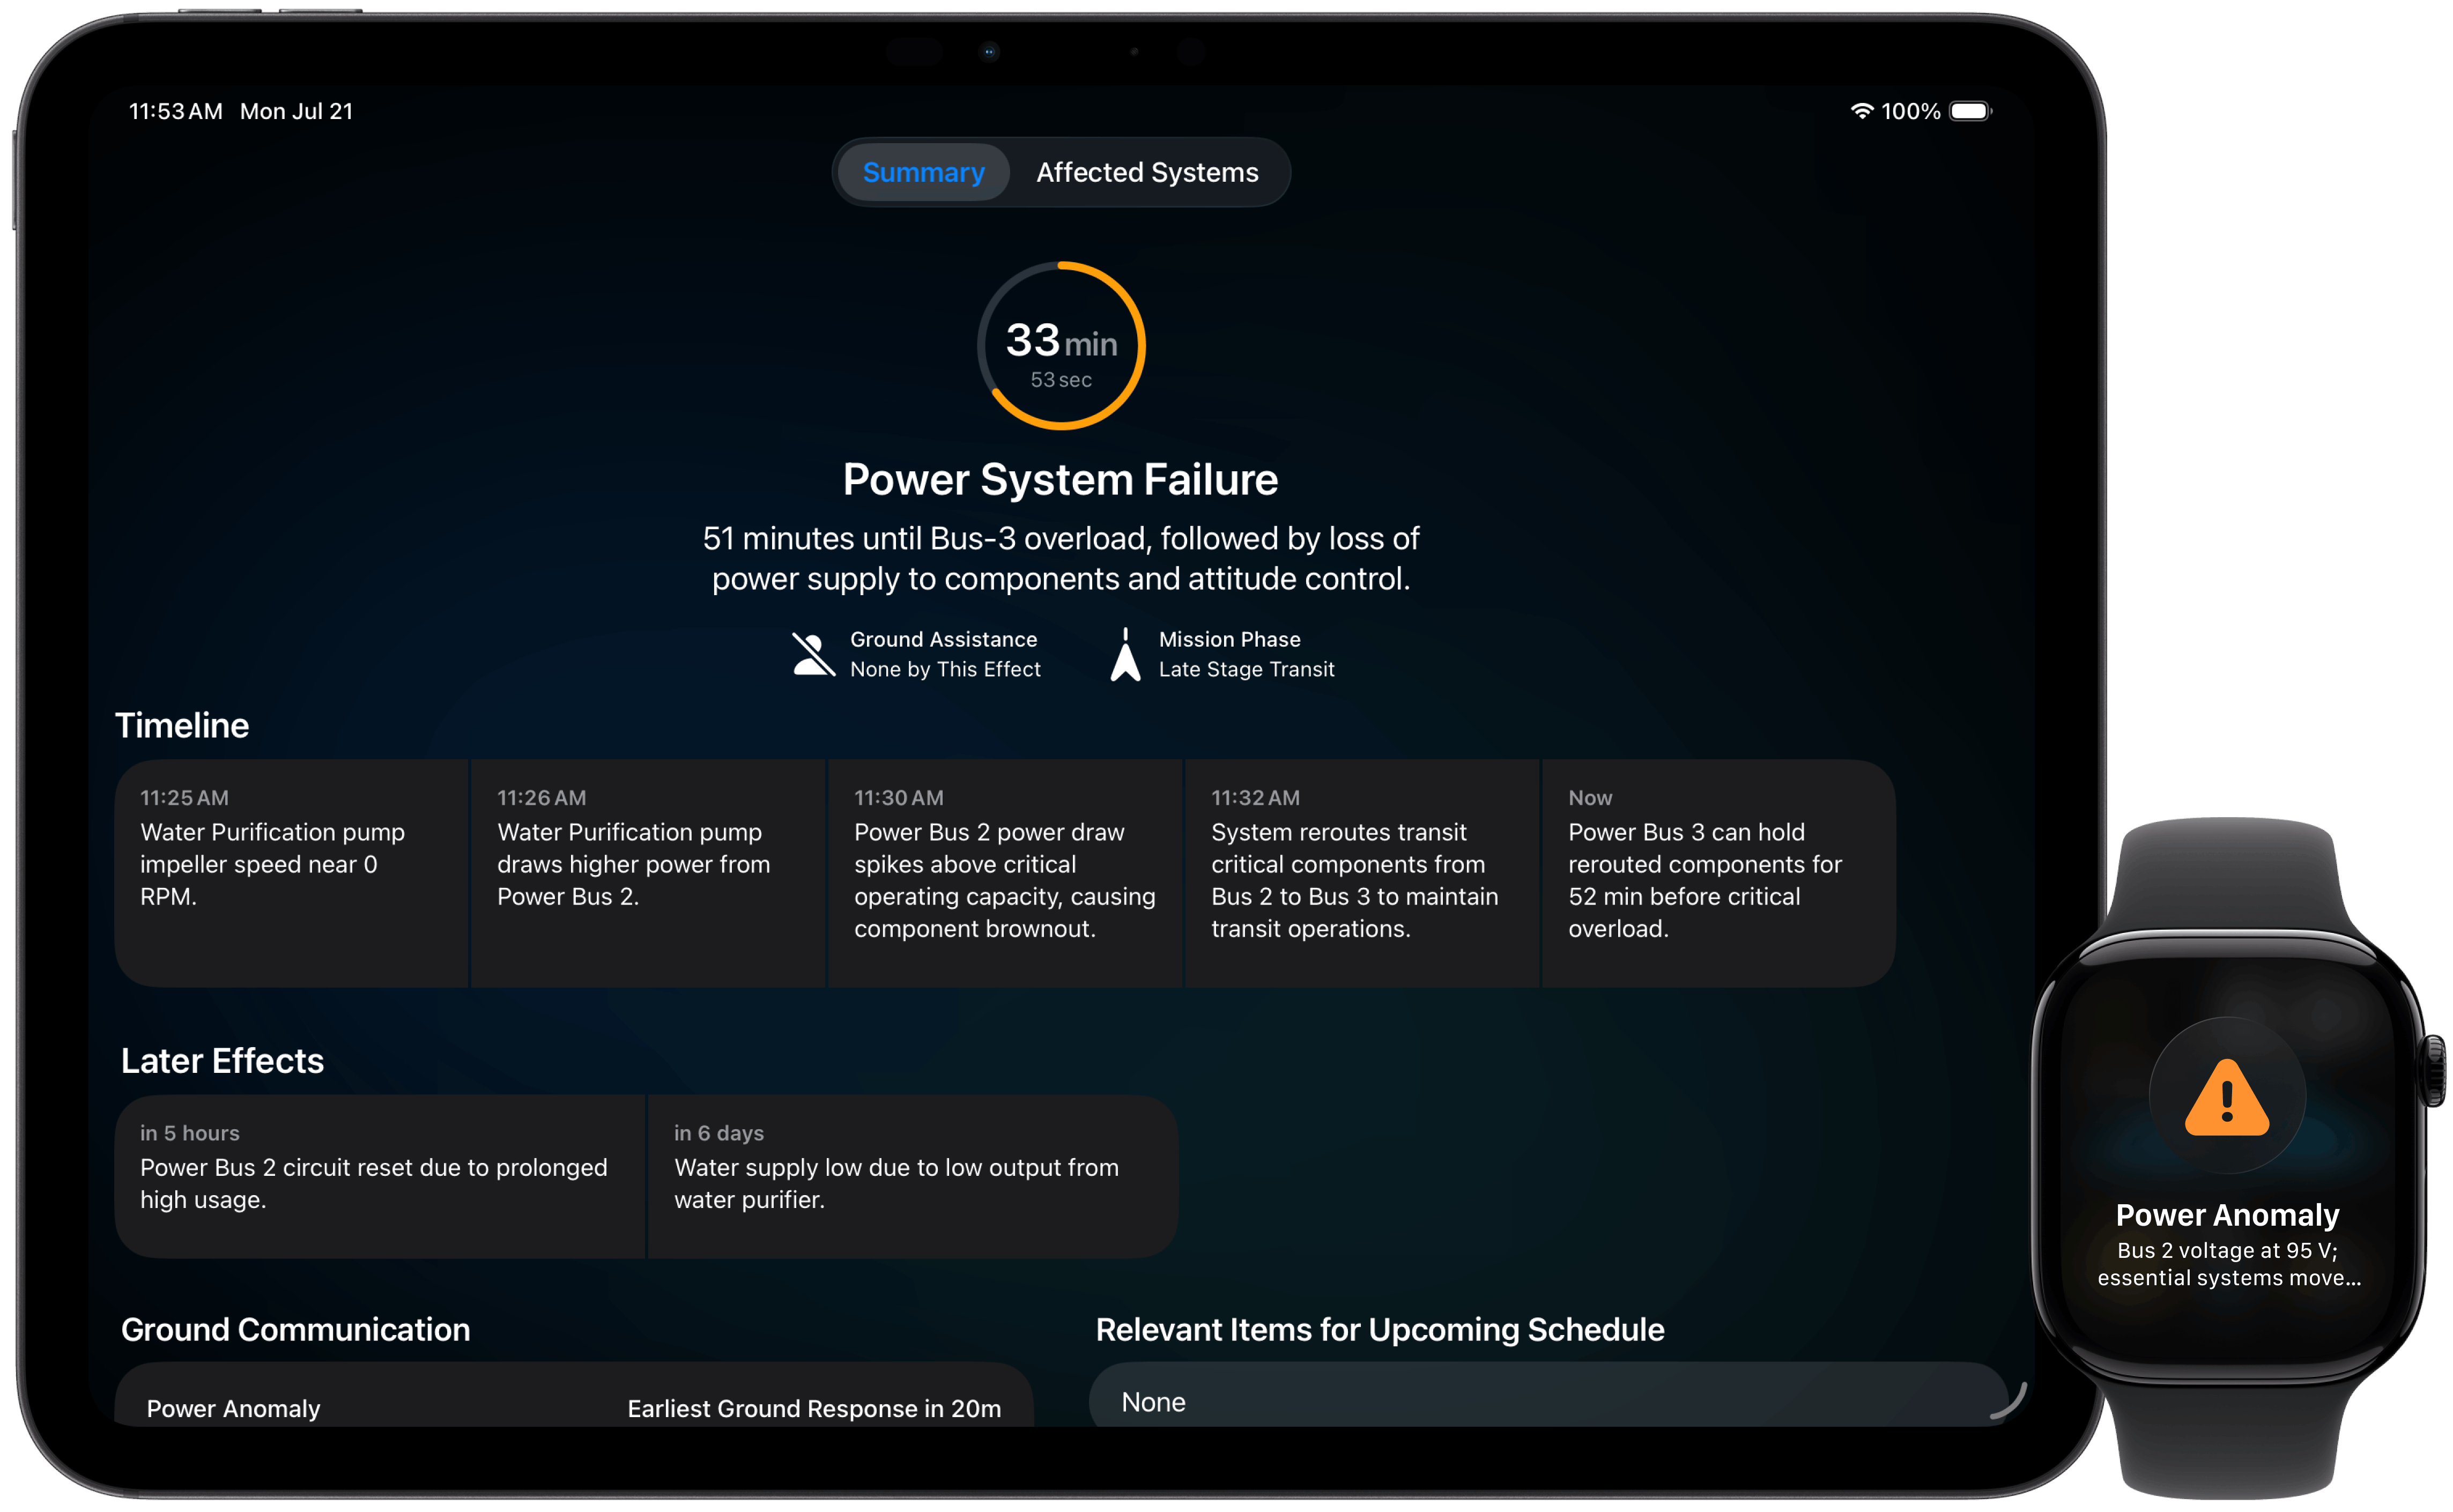 11:53 AM Mon Jul 21
100%
Summary
Affected Systems
33 min
53 sec
Power System Failure
51 minutes until Bus-3 overload, followed by loss of
power supply to components and attitude control.
Ground Assistance
None by This Effect
Mission Phase
Late Stage Transit
Timeline
11:25 AM
Water Purification pump
impeller speed near 0
RPM.
11:26 AM
Water Purification pump
draws higher power from
Power Bus 2.
11:30 AM
Power Bus 2 power draw
spikes above critical
operating capacity, causing
component brownout.
11:32 AM
System reroutes transit
critical components from
Bus 2 to Bus 3 to maintain
transit operations.
Now
Power Bus 3 can hold
rerouted components for
52 min before critical
overload.
Later Effects
in 5 hours
Power Bus 2 circuit reset due to prolonged
high usage.
in 6 days
Water supply low due to low output from
water purifier.
Ground Communication
Power Anomaly
Earliest Ground Response in 20m
Relevant Items for Upcoming Schedule
None
Power Anomaly
Bus 2 voltage at 95 V;
essential systems move...